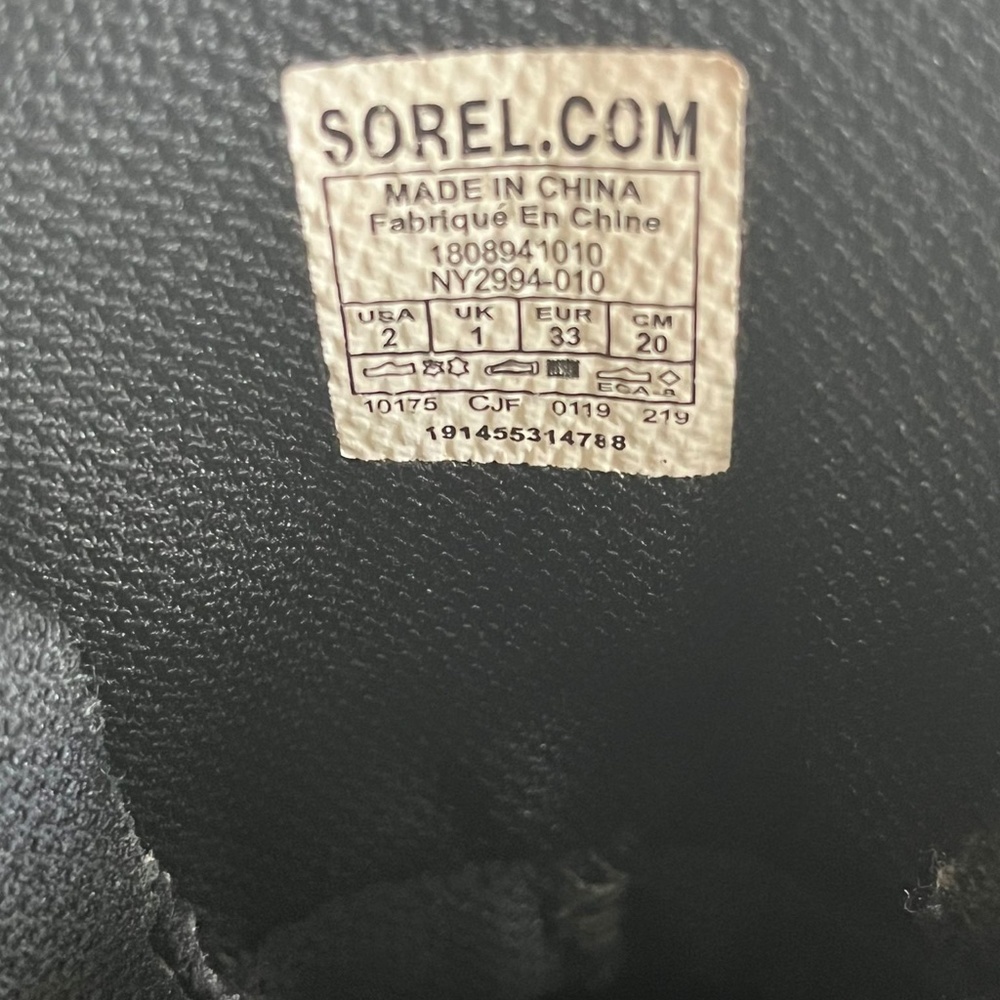 SOREL.COM
MADE IN CHINA
Fabriqué En Chine
1808941010
NY2994-010
USA UK EUR CM
2 1 33 20
ECA-B
10175 CJF 0119 219
191455314788